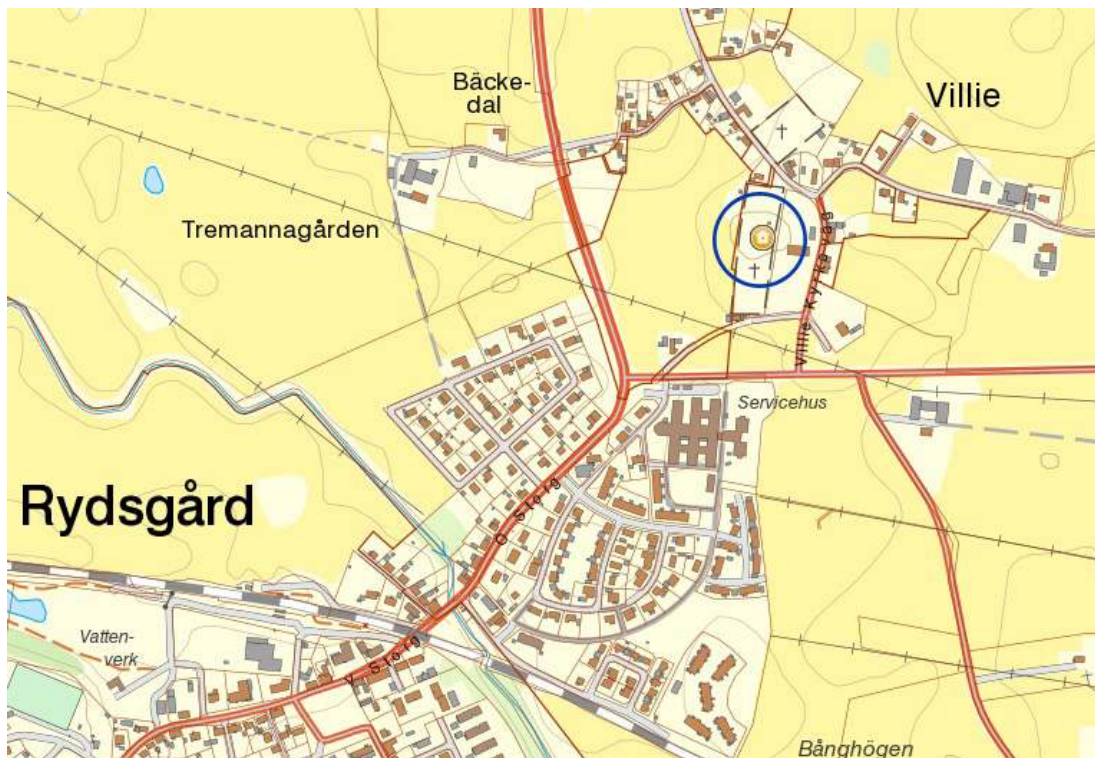 Bäcke-
dal
Villie
Tremannagården
Villie Kyrkoväg
Servicehus
Rydsgård
Ö Storg
Vatten-
verk
V Storg
Bånghögen